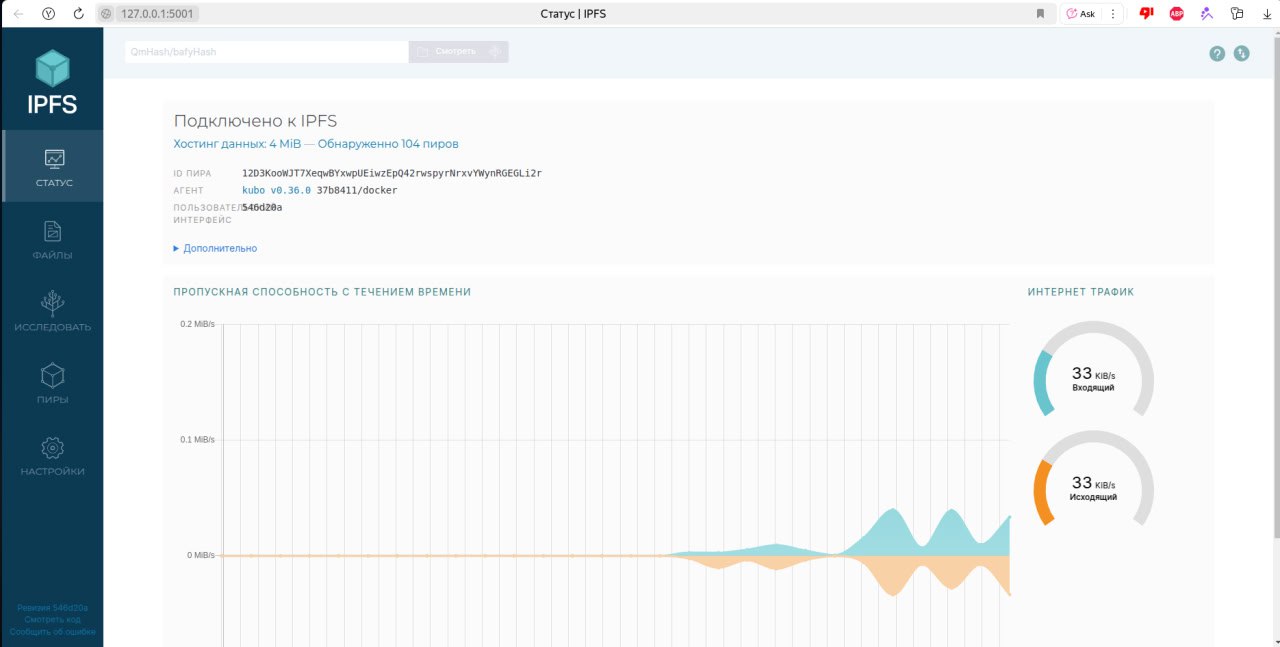 127.0.0.1:5001
Статус | IPFS
Ask
ABP
QmHash/bafyHash
Смотреть
IPFS
СТАТУС
ФАЙЛЫ
ИССЛЕДОВАТЬ
ПИРЫ
НАСТРОЙКИ
Ревизия 546d20a
Смотреть код
Сообщить об ошибке
Подключено к IPFS
Хостинг данных: 4 MiB — Обнаруженно 104 пиров
ID ПИРА 12D3KooWJT7XeqwBYxwpUEiwzEpQ42rwspyrNrxvYWynRGEGLi2r
АГЕНТ kubo v0.36.0 37b8411/docker
546d20a
ИНТЕРФЕЙС
Дополнительно
ПРОПУСКНАЯ СПОСОБНОСТЬ С ТЕЧЕНИЕМ ВРЕМЕНИ
0.2 MiB/s
0.1 MiB/s
0 MiB/s
ИНТЕРНЕТ ТРАФИК
33 KiB/s
Входящий
33 KiB/s
Исходящий